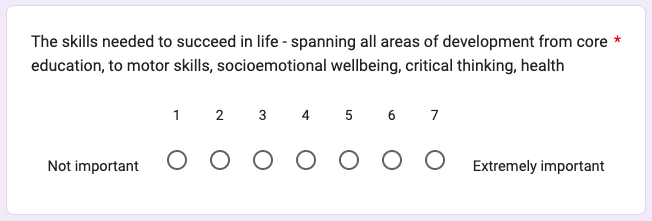 The skills needed to succeed in life - spanning all areas of development from core *
education, to motor skills, socioemotional wellbeing, critical thinking, health
1 2 3 4 5 6 7
Not important Extremely important